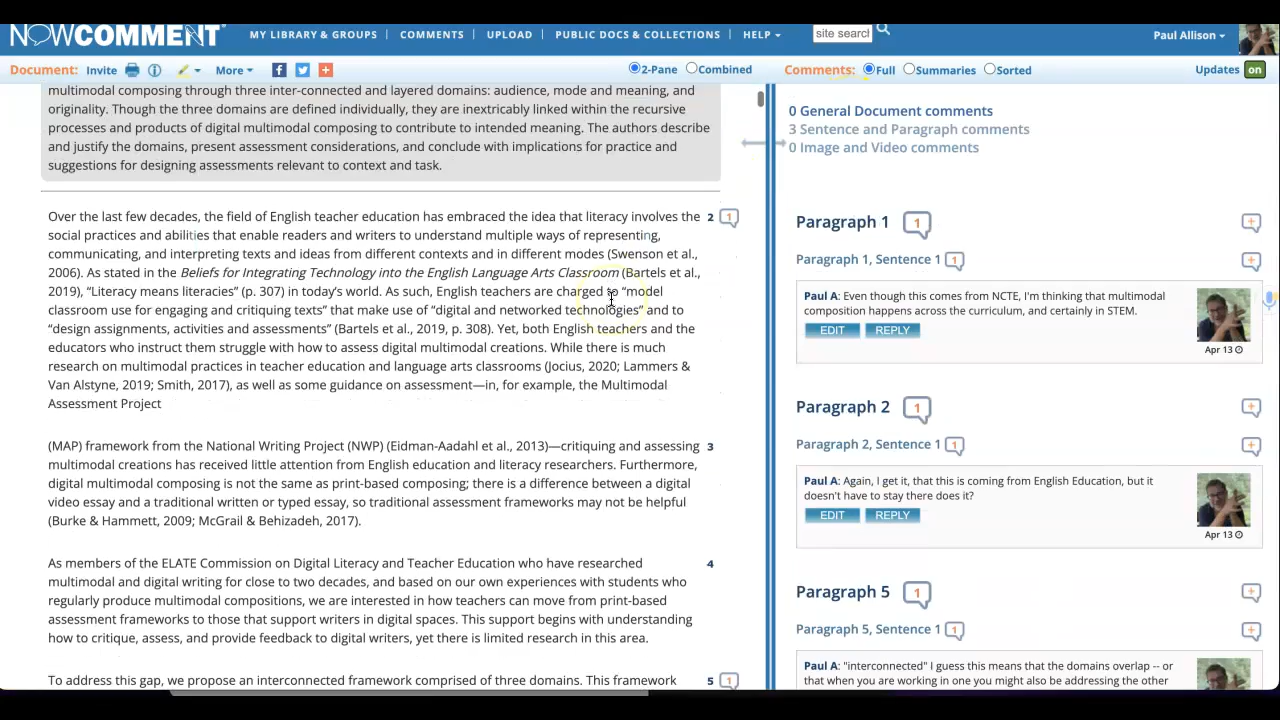 NOWCOMMENT
MY LIBRARY & GROUPS COMMENTS UPLOAD PUBLIC DOCS & COLLECTIONS HELP
site searcl
Paul Allison
Document: Invite More
2-Pane Combined
Comments: Full Summaries Sorted
Updates on
multimodal composing through three inter-connected and layered domains: audience, mode and meaning, and
originality. Though the three domains are defined individually, they are inextricably linked within the recursive
processes and products of digital multimodal composing to contribute to intended meaning. The authors describe
and justify the domains, present assessment considerations, and conclude with implications for practice and
suggestions for designing assessments relevant to context and task.
Over the last few decades, the field of English teacher education has embraced the idea that literacy involves the 2 1
social practices and abilities that enable readers and writers to understand multiple ways of representing,
communicating, and interpreting texts and ideas from different contexts and in different modes (Swenson et al.,
2006). As stated in the Beliefs for Integrating Technology into the English Language Arts Classroom (Bartels et al.,
2019), “Literacy means literacies” (p. 307) in today’s world. As such, English teachers are charged to “model
classroom use for engaging and critiquing texts” that make use of “digital and networked technologies” and to
“design assignments, activities and assessments” (Bartels et al., 2019, p. 308). Yet, both English teachers and the
educators who instruct them struggle with how to assess digital multimodal creations. While there is much
research on multimodal practices in teacher education and language arts classrooms (Jocius, 2020; Lammers &
Van Alstyne, 2019; Smith, 2017), as well as some guidance on assessment—in, for example, the Multimodal
Assessment Project
(MAP) framework from the National Writing Project (NWP) (Eidman-Aadahl et al., 2013)—critiquing and assessing 3
multimodal creations has received little attention from English education and literacy researchers. Furthermore,
digital multimodal composing is not the same as print-based composing; there is a difference between a digital
video essay and a traditional written or typed essay, so traditional assessment frameworks may not be helpful
(Burke & Hammett, 2009; McGrail & Behizadeh, 2017).
As members of the ELATE Commission on Digital Literacy and Teacher Education who have researched 4
multimodal and digital writing for close to two decades, and based on our own experiences with students who
regularly produce multimodal compositions, we are interested in how teachers can move from print-based
assessment frameworks to those that support writers in digital spaces. This support begins with understanding
how to critique, assess, and provide feedback to digital writers, yet there is limited research in this area.
To address this gap, we propose an interconnected framework comprised of three domains. This framework 5 1
0 General Document comments
3 Sentence and Paragraph comments
0 Image and Video comments
Paragraph 1 1
Paragraph 1, Sentence 1 1
Paul A: Even though this comes from NCTE, I'm thinking that multimodal
composition happens across the curriculum, and certainly in STEM.
EDIT REPLY
Apr 13
Paragraph 2 1
Paragraph 2, Sentence 1 1
Paul A: Again, I get it, that this is coming from English Education, but it
doesn't have to stay there does it?
EDIT REPLY
Apr 13
Paragraph 5 1
Paragraph 5, Sentence 1 1
Paul A: "interconnected" I guess this means that the domains overlap -- or
that when you are working in one you might also be addressing the other